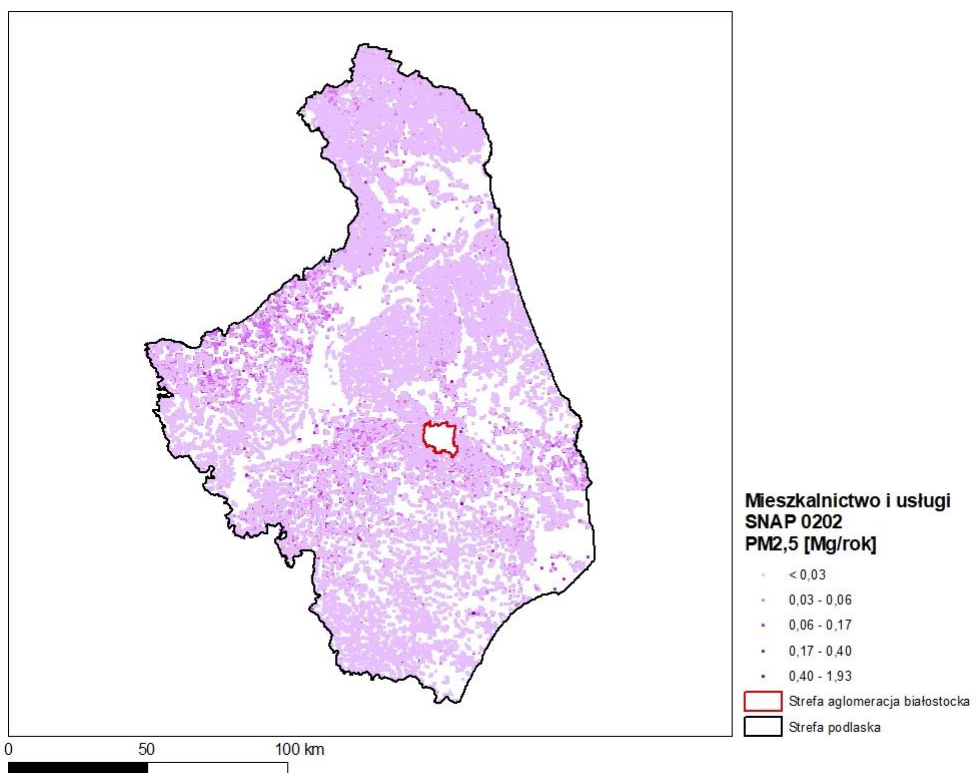 Mieszkalnictwo i usługi
SNAP 0202
PM2,5 [Mg/rok]
< 0,03
0,03 - 0,06
0,06 - 0,17
0,17 - 0,40
0,40 - 1,93
Strefa aglomeracja białostocka
Strefa podlaska
0 50 100 km